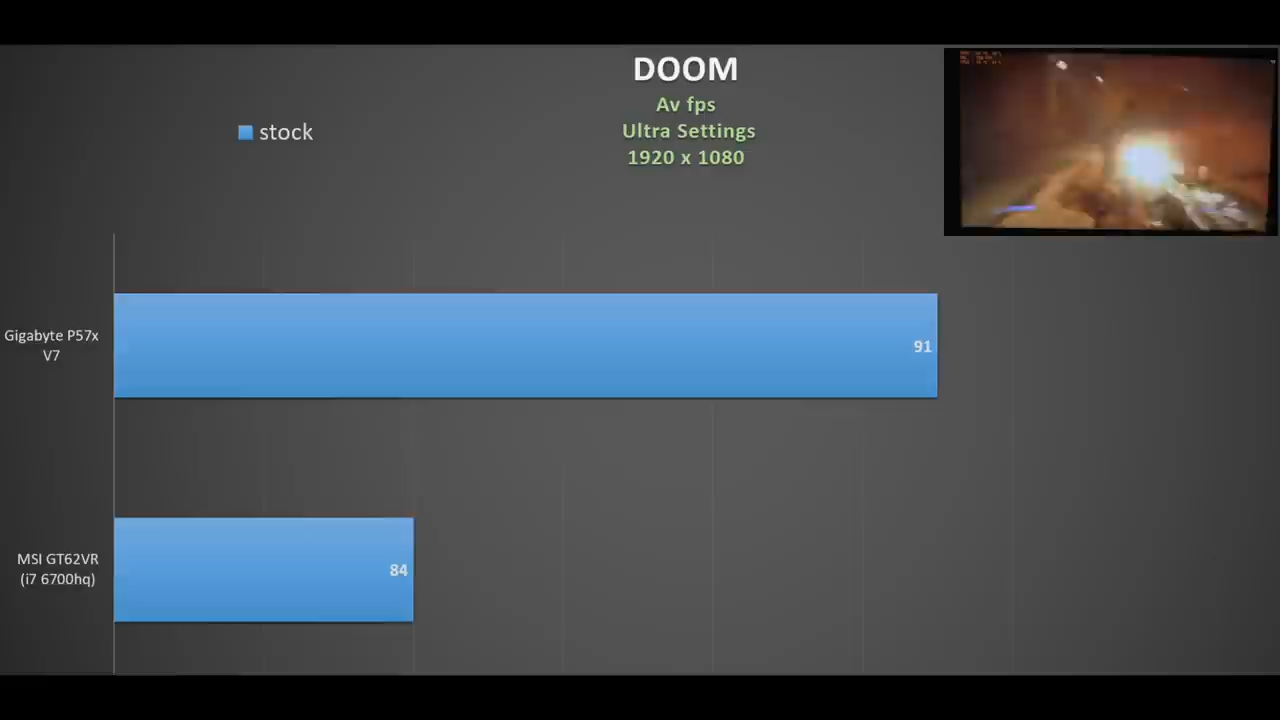 DOOM
Av fps
Ultra Settings
1920 x 1080
stock
Gigabyte P57x
V7
91
MSI GT62VR
(i7 6700hq)
84